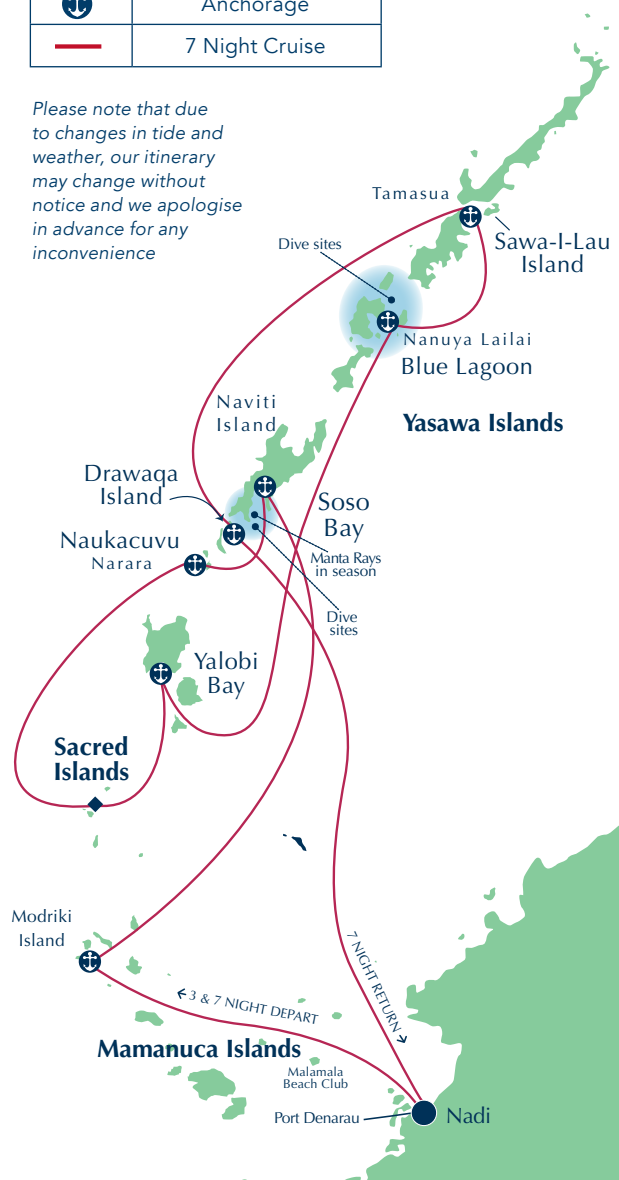 Anchorage
7 Night Cruise
Please note that due
to changes in tide and
weather, our itinerary
may change without
notice and we apologise
in advance for any
inconvenience
Tamasua
Sawa-I-Lau
Island
Dive sites
Nanuya Lailai
Blue Lagoon
Yasawa Islands
Naviti
Island
Drawaqa
Island
Soso
Bay
Naukacuvu
Narara
Manta Rays
in season
Dive
sites
Yalobi
Bay
Sacred
Islands
Modriki
Island
7 NIGHT RETURN →
← 3 & 7 NIGHT DEPART
Mamanuca Islands
Malamala
Beach Club
Port Denarau
Nadi